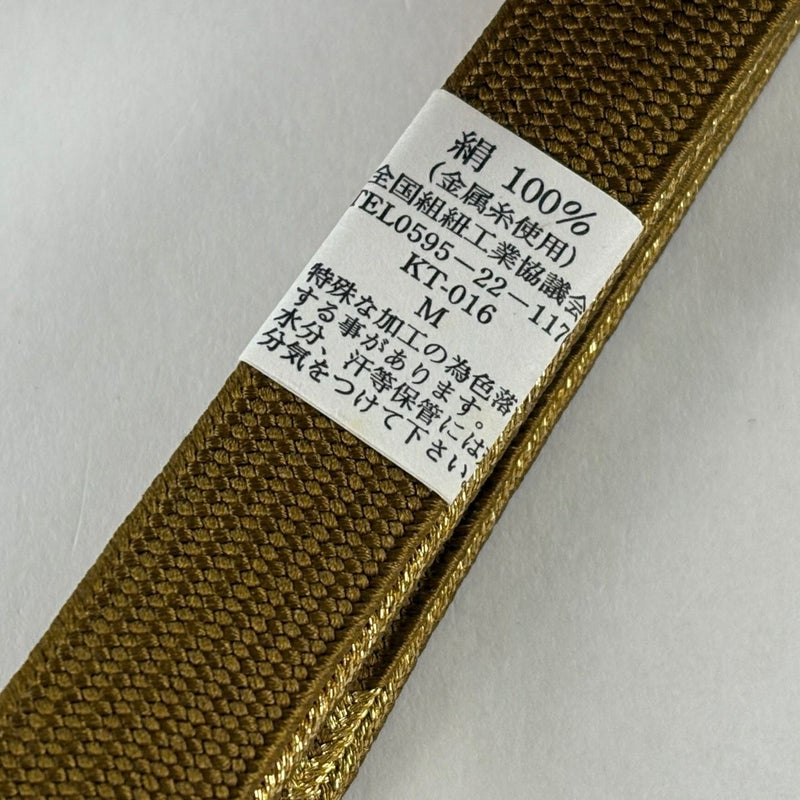 絹 100%
(金属糸使用)
全国組紐工業協議会
TEL0595－22－117
KT-016
M
特殊な加工の為色落
する事があります。
水分、汗等保管には
分気をつけて下さい